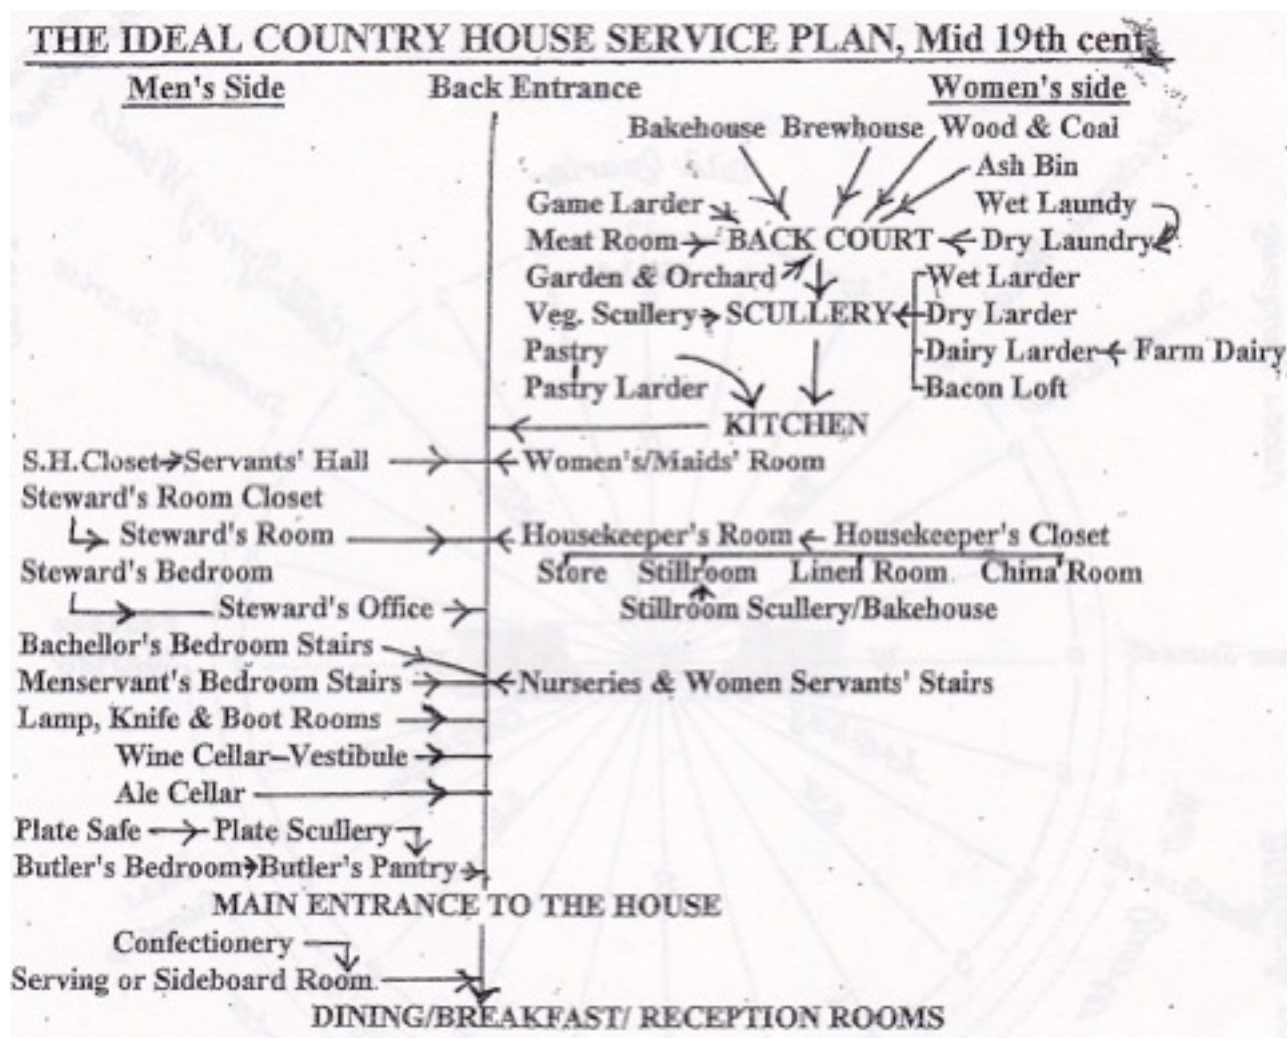 THE IDEAL COUNTRY HOUSE SERVICE PLAN, Mid 19th cent
Men's Side Back Entrance Women's side
Bakehouse Brewhouse Wood & Coal
Ash Bin
Game Larder Wet Laundy
Meat Room BACK COURT Dry Laundry
Garden & Orchard Wet Larder
Veg. Scullery SCULLERY Dry Larder
Pastry Dairy Larder Farm Dairy
Pastry Larder Bacon Loft
KITCHEN
S.H.Closet Servants' Hall Women's/Maids' Room
Steward's Room Closet
Steward's Room Housekeeper's Room Housekeeper's Closet
Steward's Bedroom Store Stillroom Linen Room China Room
Steward's Office Stillroom Scullery/Bakehouse
Bachellor's Bedroom Stairs
Menservant's Bedroom Stairs Nurseries & Women Servants' Stairs
Lamp, Knife & Boot Rooms
Wine Cellar–Vestibule
Ale Cellar
Plate Safe Plate Scullery
Butler's Bedroom Butler's Pantry
MAIN ENTRANCE TO THE HOUSE
Confectionery
Serving or Sideboard Room
DINING/BREAKFAST/ RECEPTION ROOMS